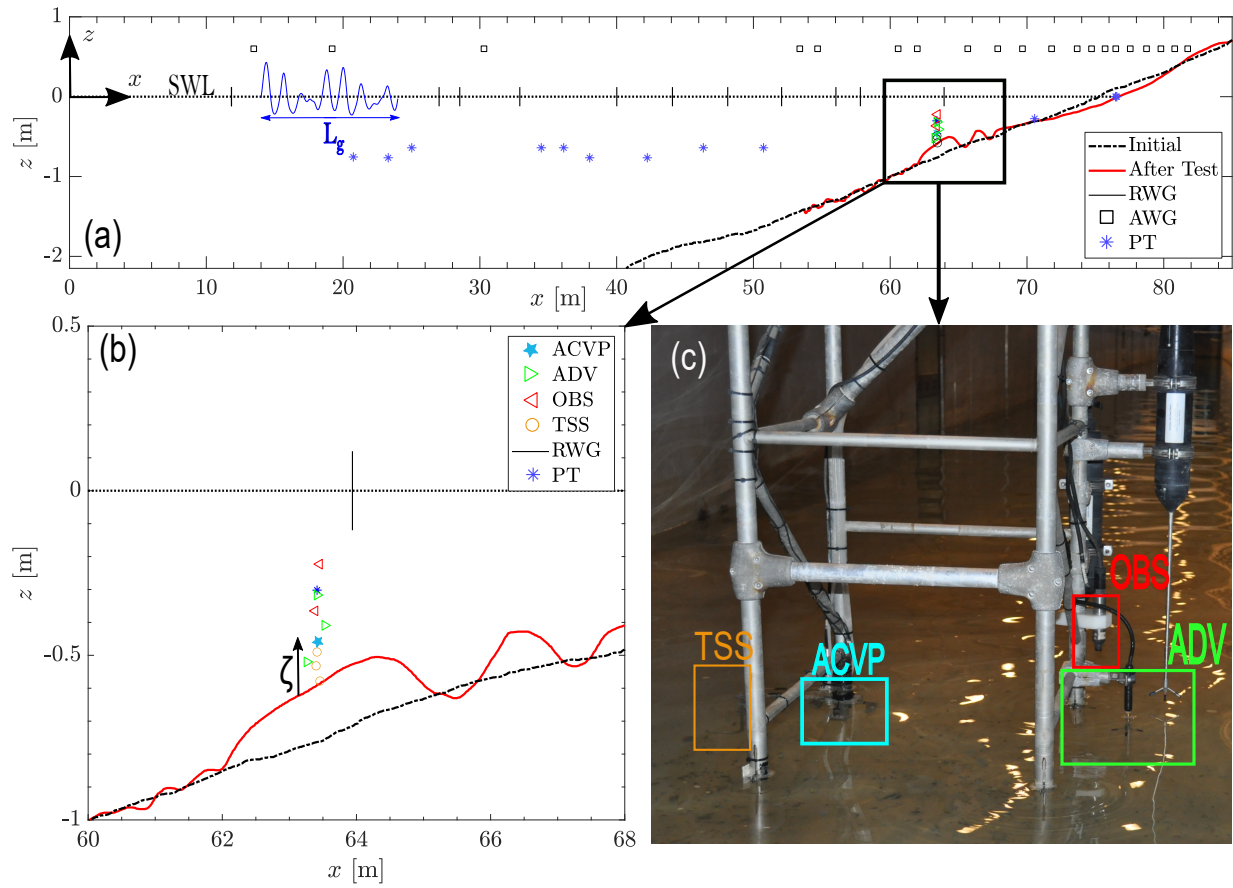 1
z
x
SWL
0
L_g
z [m]
-1
-2
(a)
Initial
After Test
RWG
AWG
PT
0
10
20
30
40
50
60
70
80
x [m]
0.5
(b)
ACVP
ADV
OBS
TSS
RWG
PT
0
z [m]
ζ
-0.5
-1
60
62
64
66
68
x [m]
(c)
OBS
TSS
ACVP
ADV